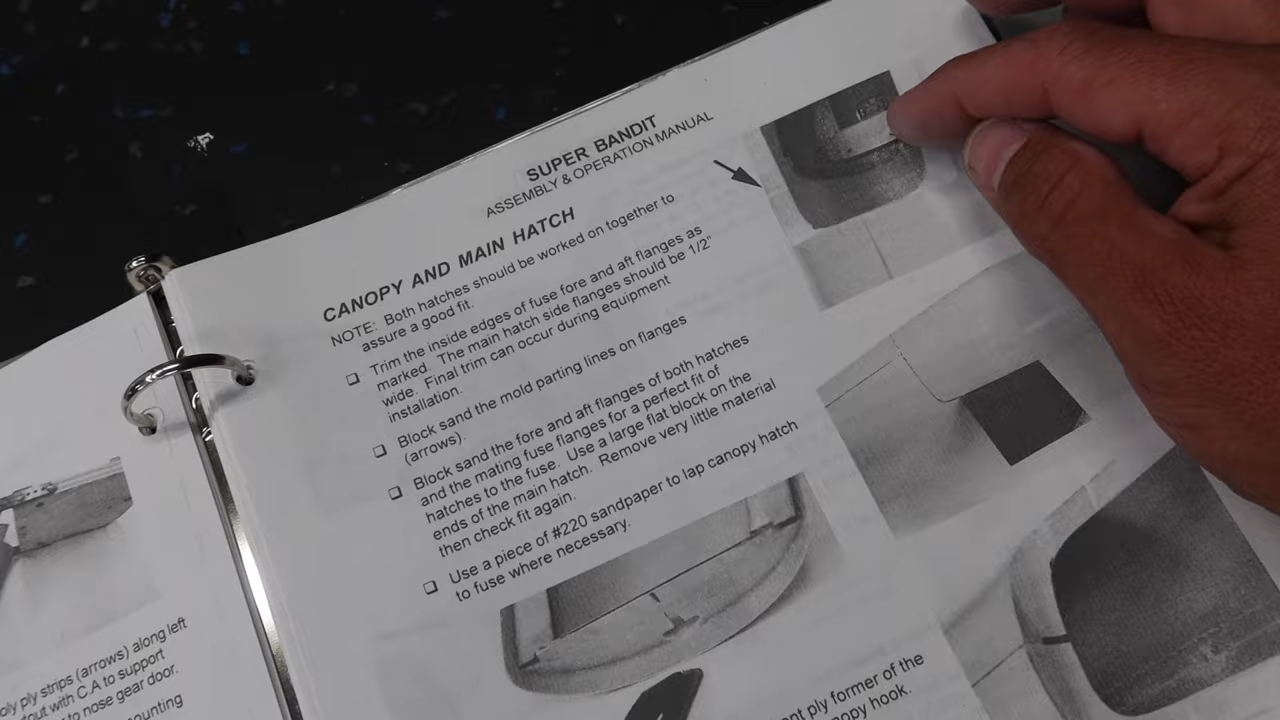 SUPER BANDIT
ASSEMBLY & OPERATION MANUAL
CANOPY AND MAIN HATCH
NOTE: Both hatches should be worked on together to
assure a good fit.
Trim the inside edges of fuse fore and aft flanges as
marked. The main hatch side flanges should be 1/2"
wide. Final trim can occur during equipment
installation.
Block sand the mold parting lines on flanges
(arrows).
Block sand the fore and aft flanges of both hatches
and the mating fuse flanges for a perfect fit of
hatches to the fuse. Use a large flat block on the
ends of the main hatch. Remove very little material
then check fit again.
Use a piece of #220 sandpaper to lap canopy hatch
to fuse where necessary.
ply former of the
hook.
ply strips (arrows) along left
with C.A to support
to nose gear door.